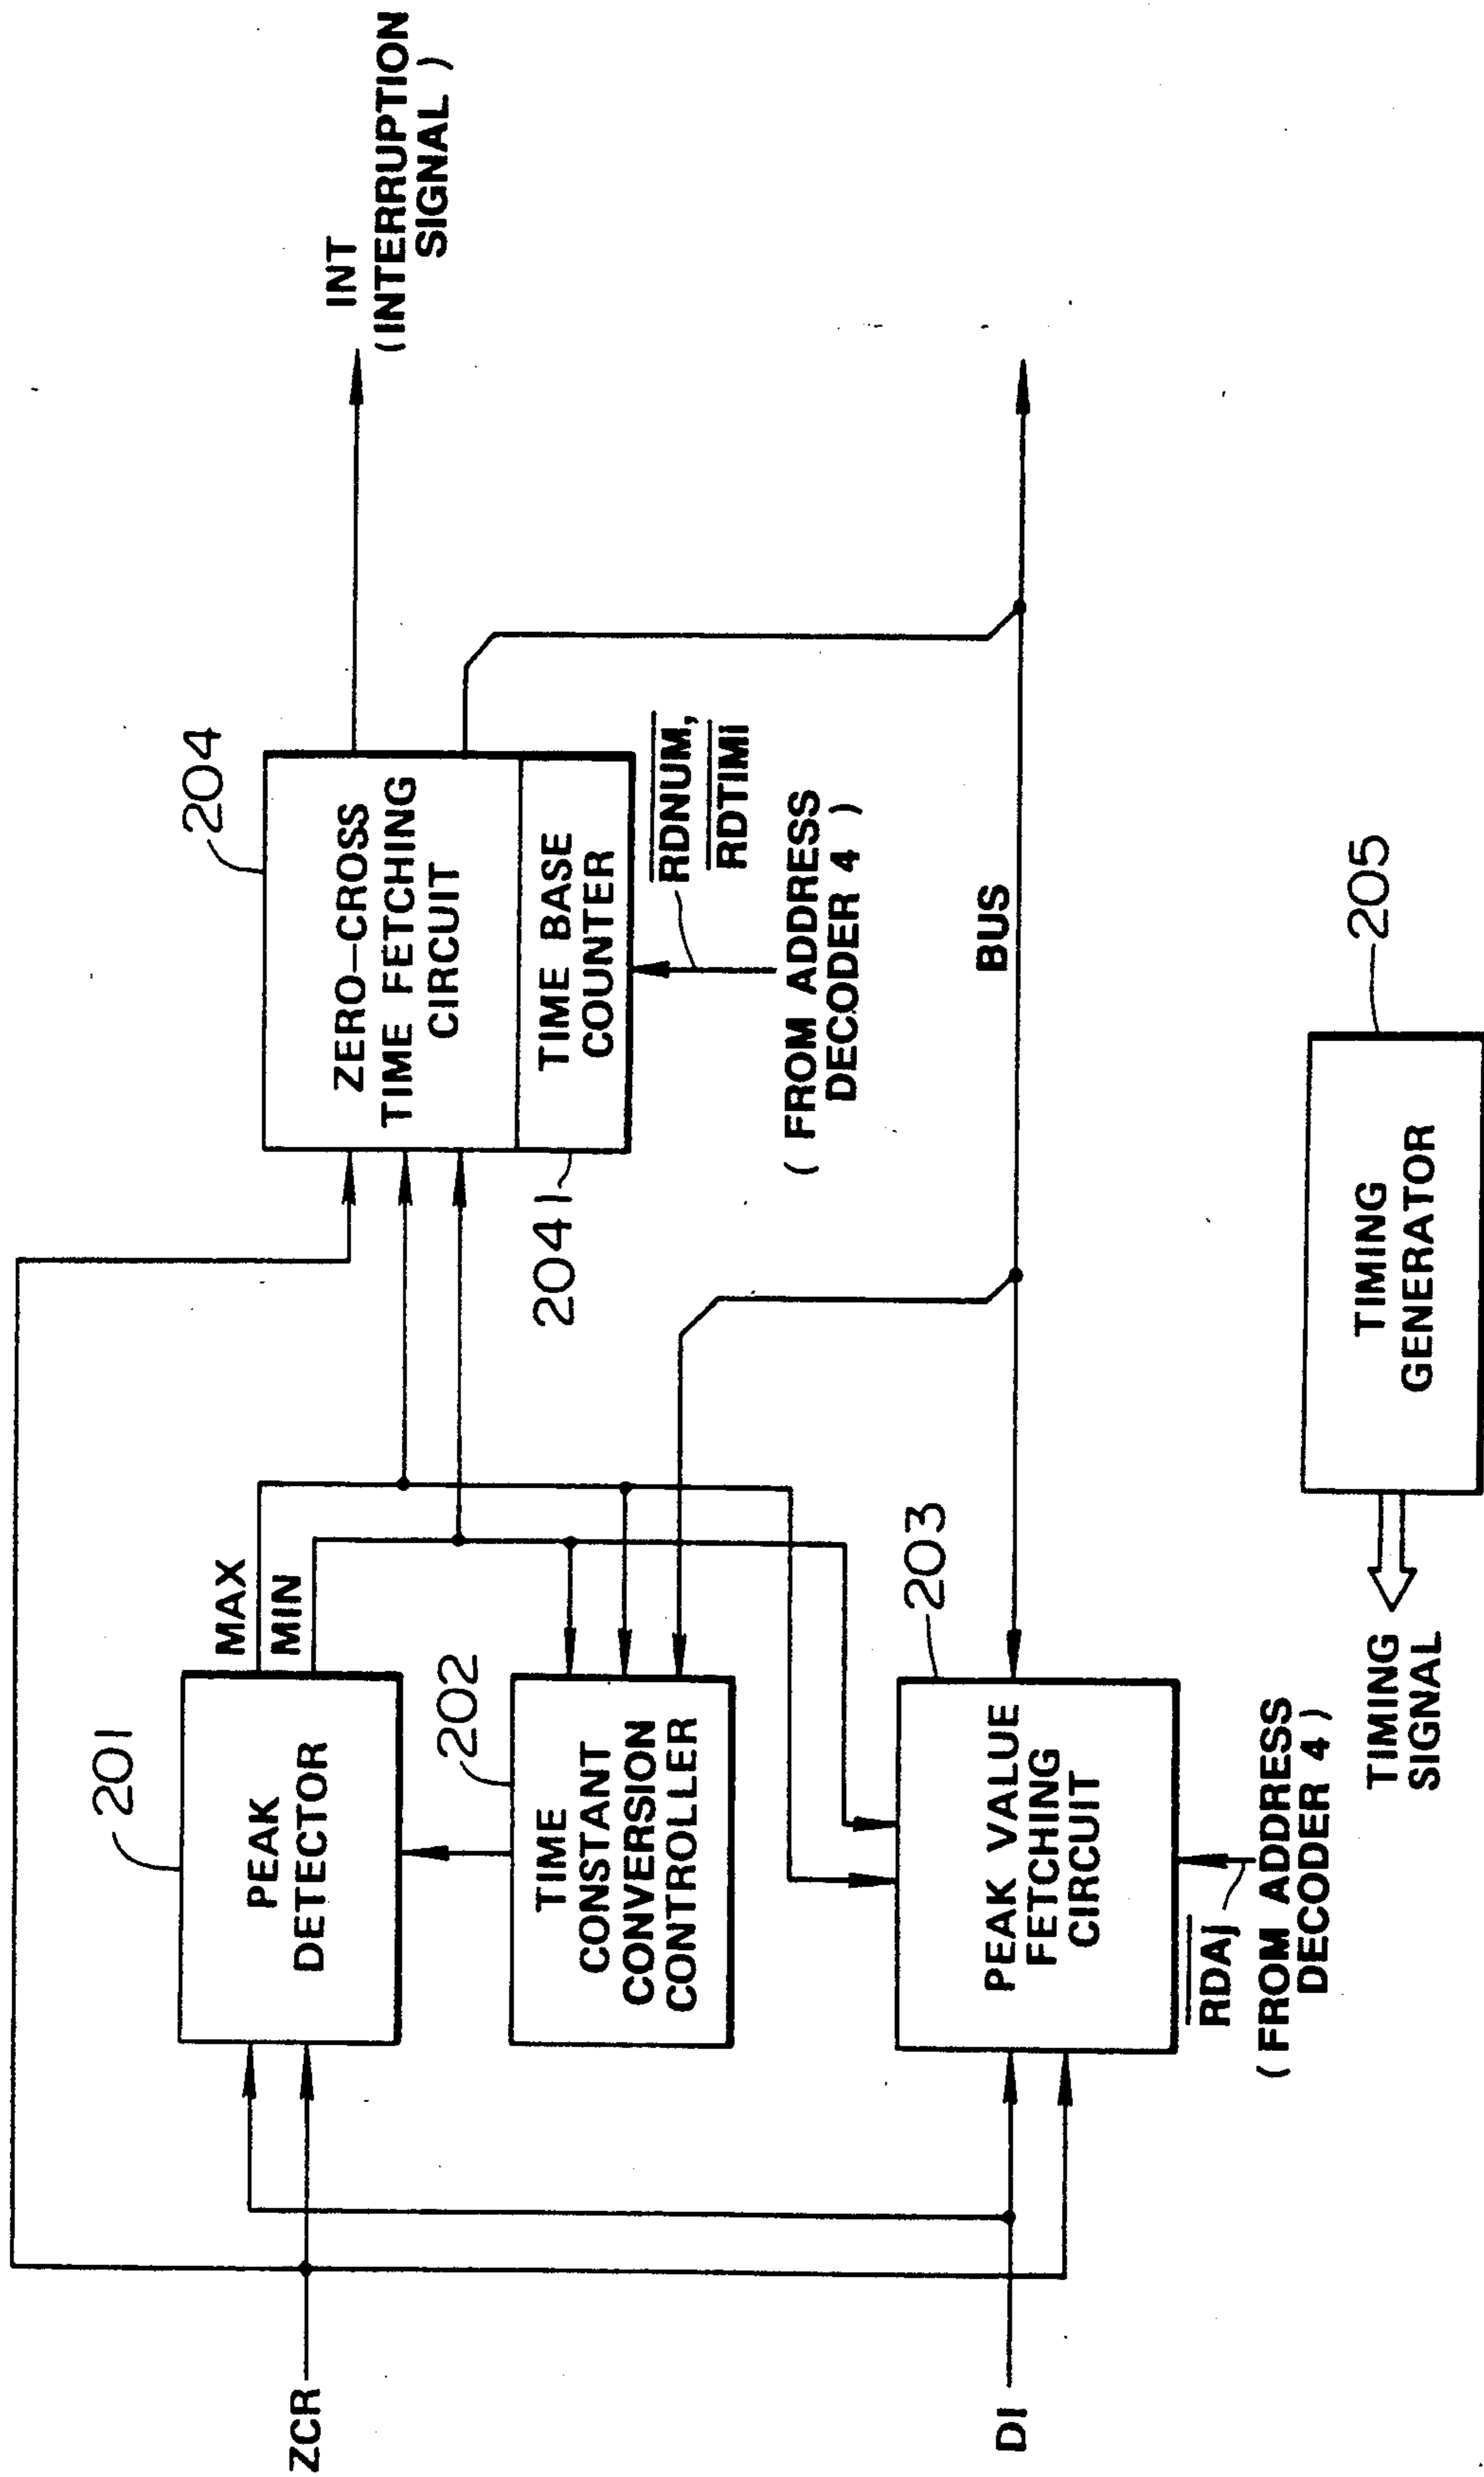 ZCR
DI
201
PEAK
DETECTOR
MAX
MIN
202
TIME
CONSTANT
CONVERSION
CONTROLLER
203
PEAK VALUE
FETCHING
CIRCUIT
RDAj
(FROM ADDRESS
DECODER 4)
204
ZERO-CROSS
TIME FETCHING
CIRCUIT
2041
TIME BASE
COUNTER
RDNUM,
RDTIMi
(FROM ADDRESS
DECODER 4)
INT
(INTERRUPTION
SIGNAL)
BUS
205
TIMING
GENERATOR
TIMING
SIGNAL